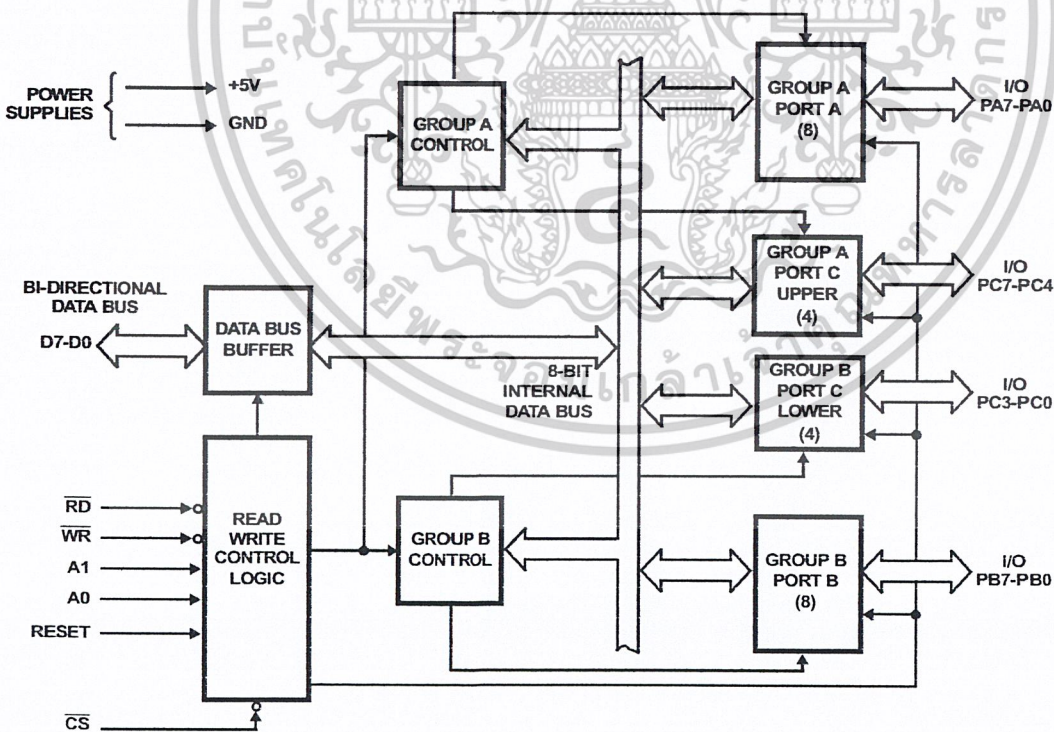 POWER
SUPPLIES
+5V
GND
GROUP A
CONTROL
GROUP A
PORT A
(8)
I/O
PA7-PA0
GROUP A
PORT C
UPPER
(4)
I/O
PC7-PC4
BI-DIRECTIONAL
DATA BUS
D7-D0
DATA BUS
BUFFER
8-BIT
INTERNAL
DATA BUS
GROUP B
PORT C
LOWER
(4)
I/O
PC3-PC0
RD
WR
A1
A0
RESET
CS
READ
WRITE
CONTROL
LOGIC
GROUP B
CONTROL
GROUP B
PORT B
(8)
I/O
PB7-PB0